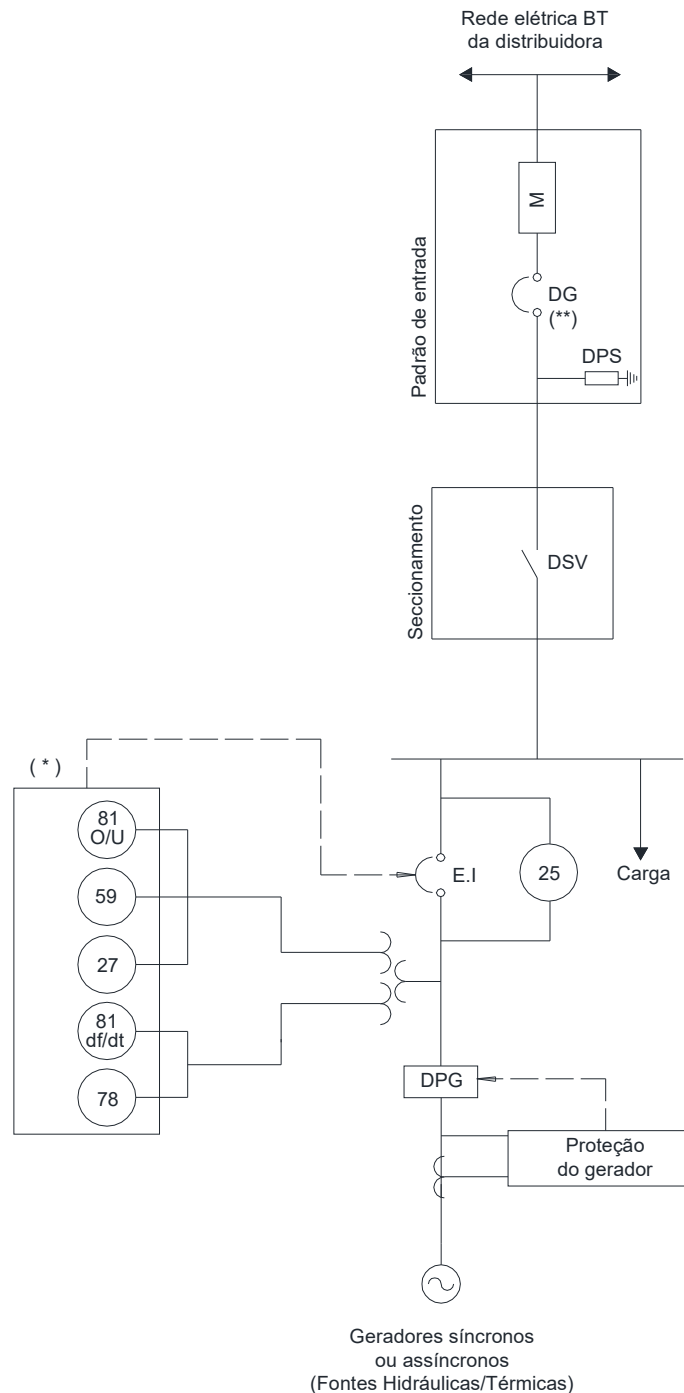 Rede elétrica BT
da distribuidora
Padrão de entrada
M
DG
(**)
DPS
Seccionamento
DSV
( * )
81
O/U
59
27
81
df/dt
78
E.I
25
Carga
DPG
Proteção
do gerador
Geradores síncronos
ou assíncronos
(Fontes Hidráulicas/Térmicas)